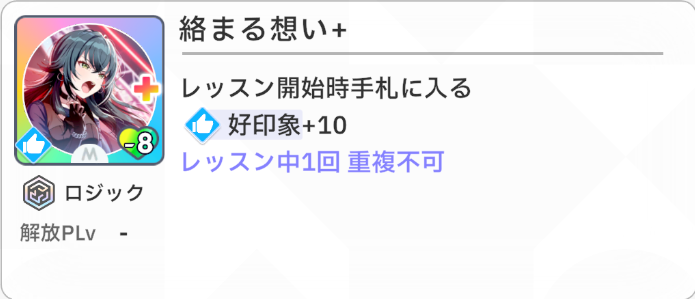 絡まる想い+
レッスン開始時手札に入る
好印象+10
レッスン中1回 重複不可
-8
M
ロジック
解放PLv -